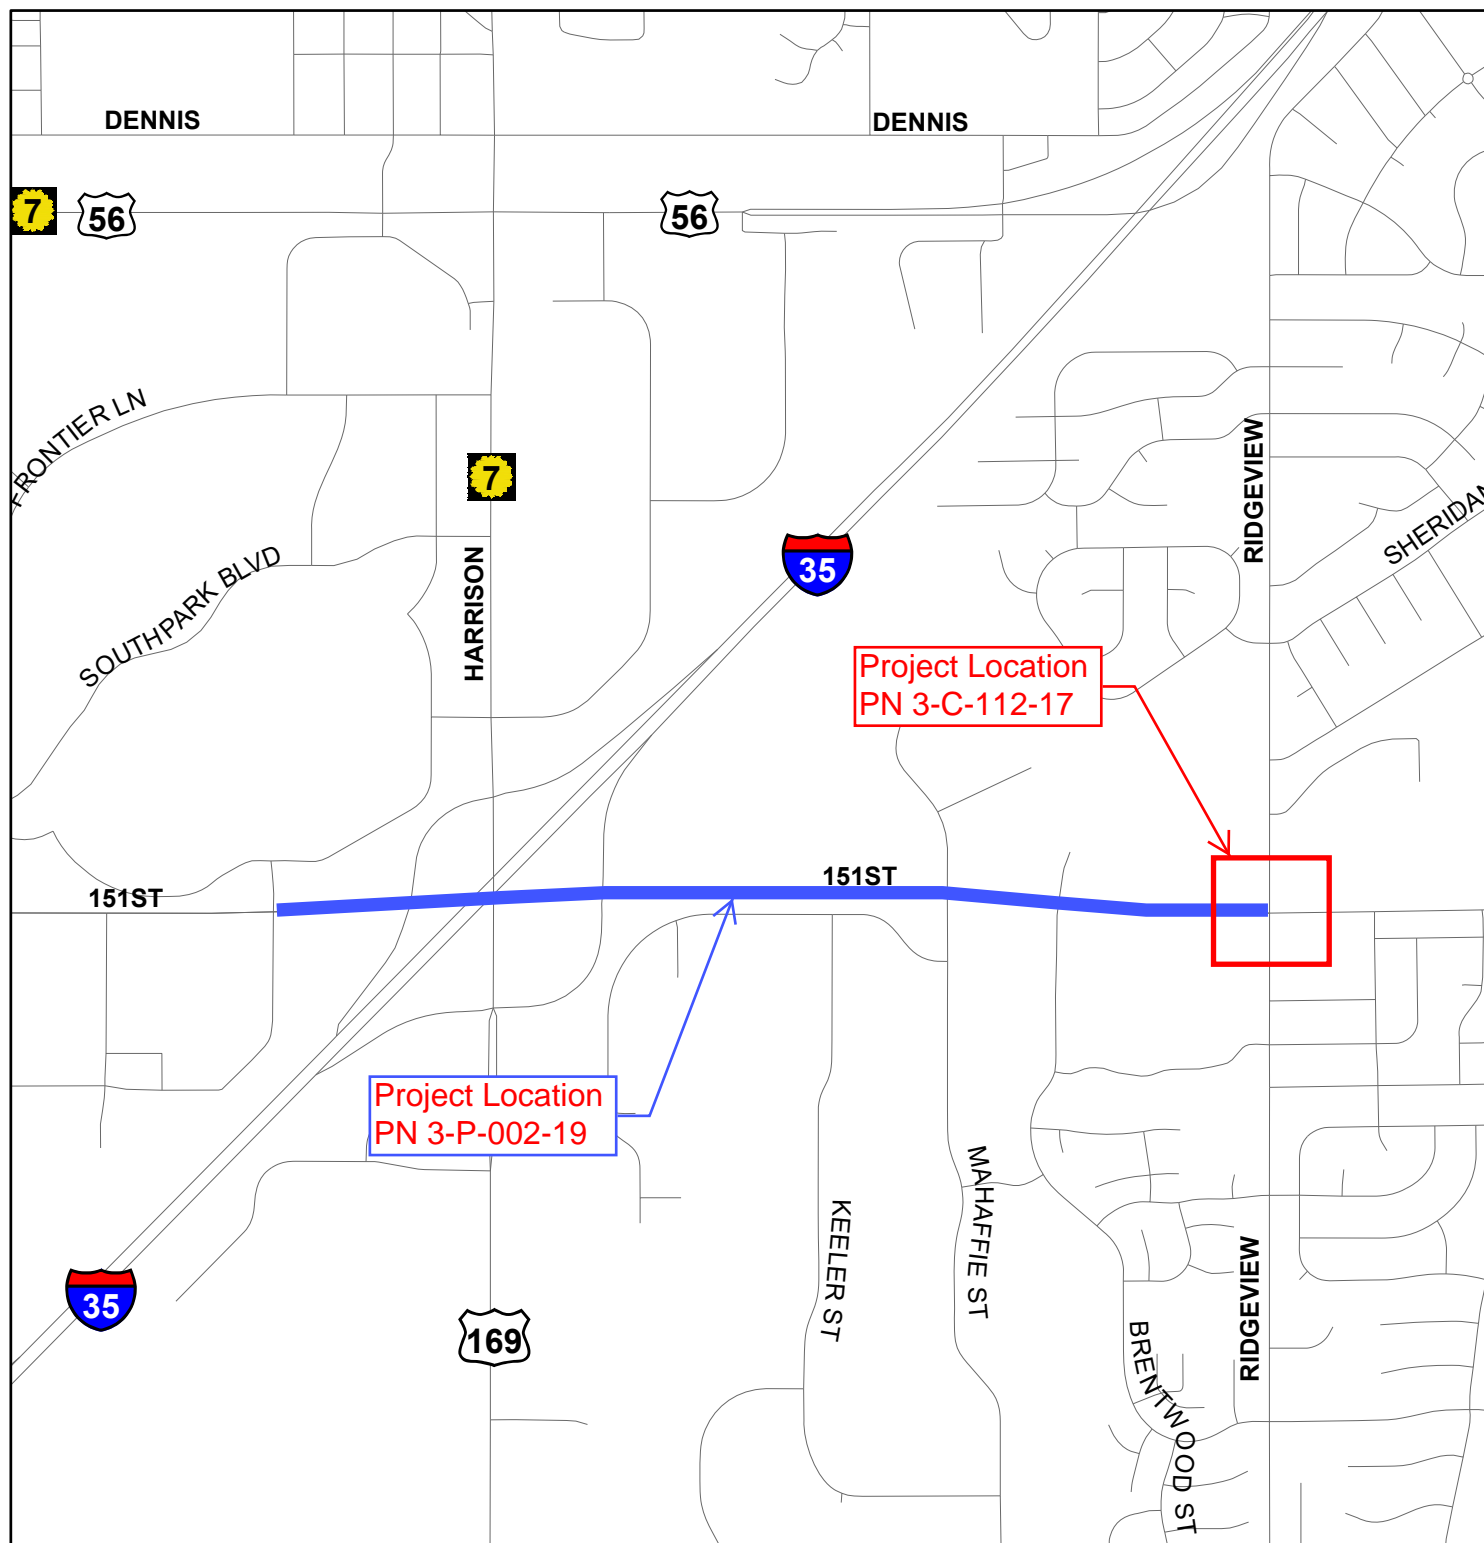 DENNIS
DENNIS
7
56
56
FRONTIER LN
7
RIDGEVIEW
SHERIDAN
35
SOUTHPARK BLVD
HARRISON
Project Location
PN 3-C-112-17
151ST
151ST
Project Location
PN 3-P-002-19
MAHAFFIE ST
KEELER ST
RIDGEVIEW
35
169
BRENTWOOD ST